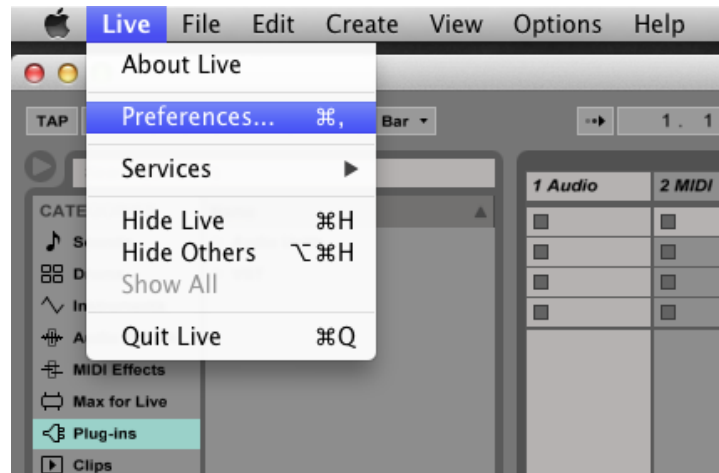 Live File Edit Create View Options Help
About Live
Preferences... ⌘,
Services
Hide Live ⌘H
Hide Others ⌥⌘H
Show All
Quit Live ⌘Q
TAP
Bar
1. 1
1 Audio
2 MIDI
CATE
MIDI Effects
Max for Live
Plug-ins
Clips